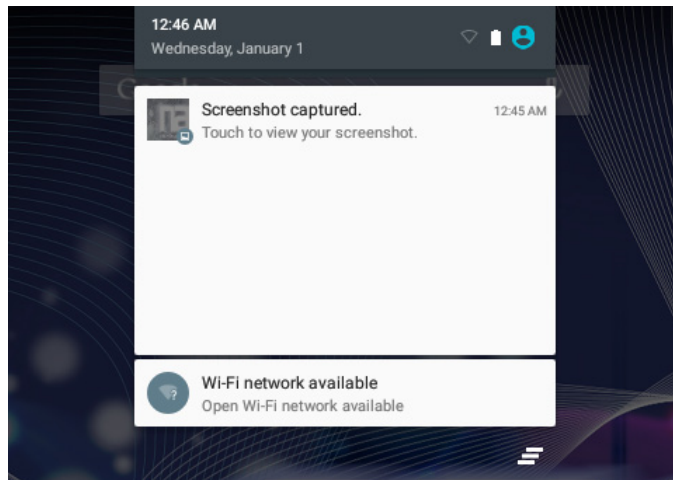 12:46 AM
Wednesday, January 1
Screenshot captured.
12:45 AM
Touch to view your screenshot.
Wi-Fi network available
Open Wi-Fi network available